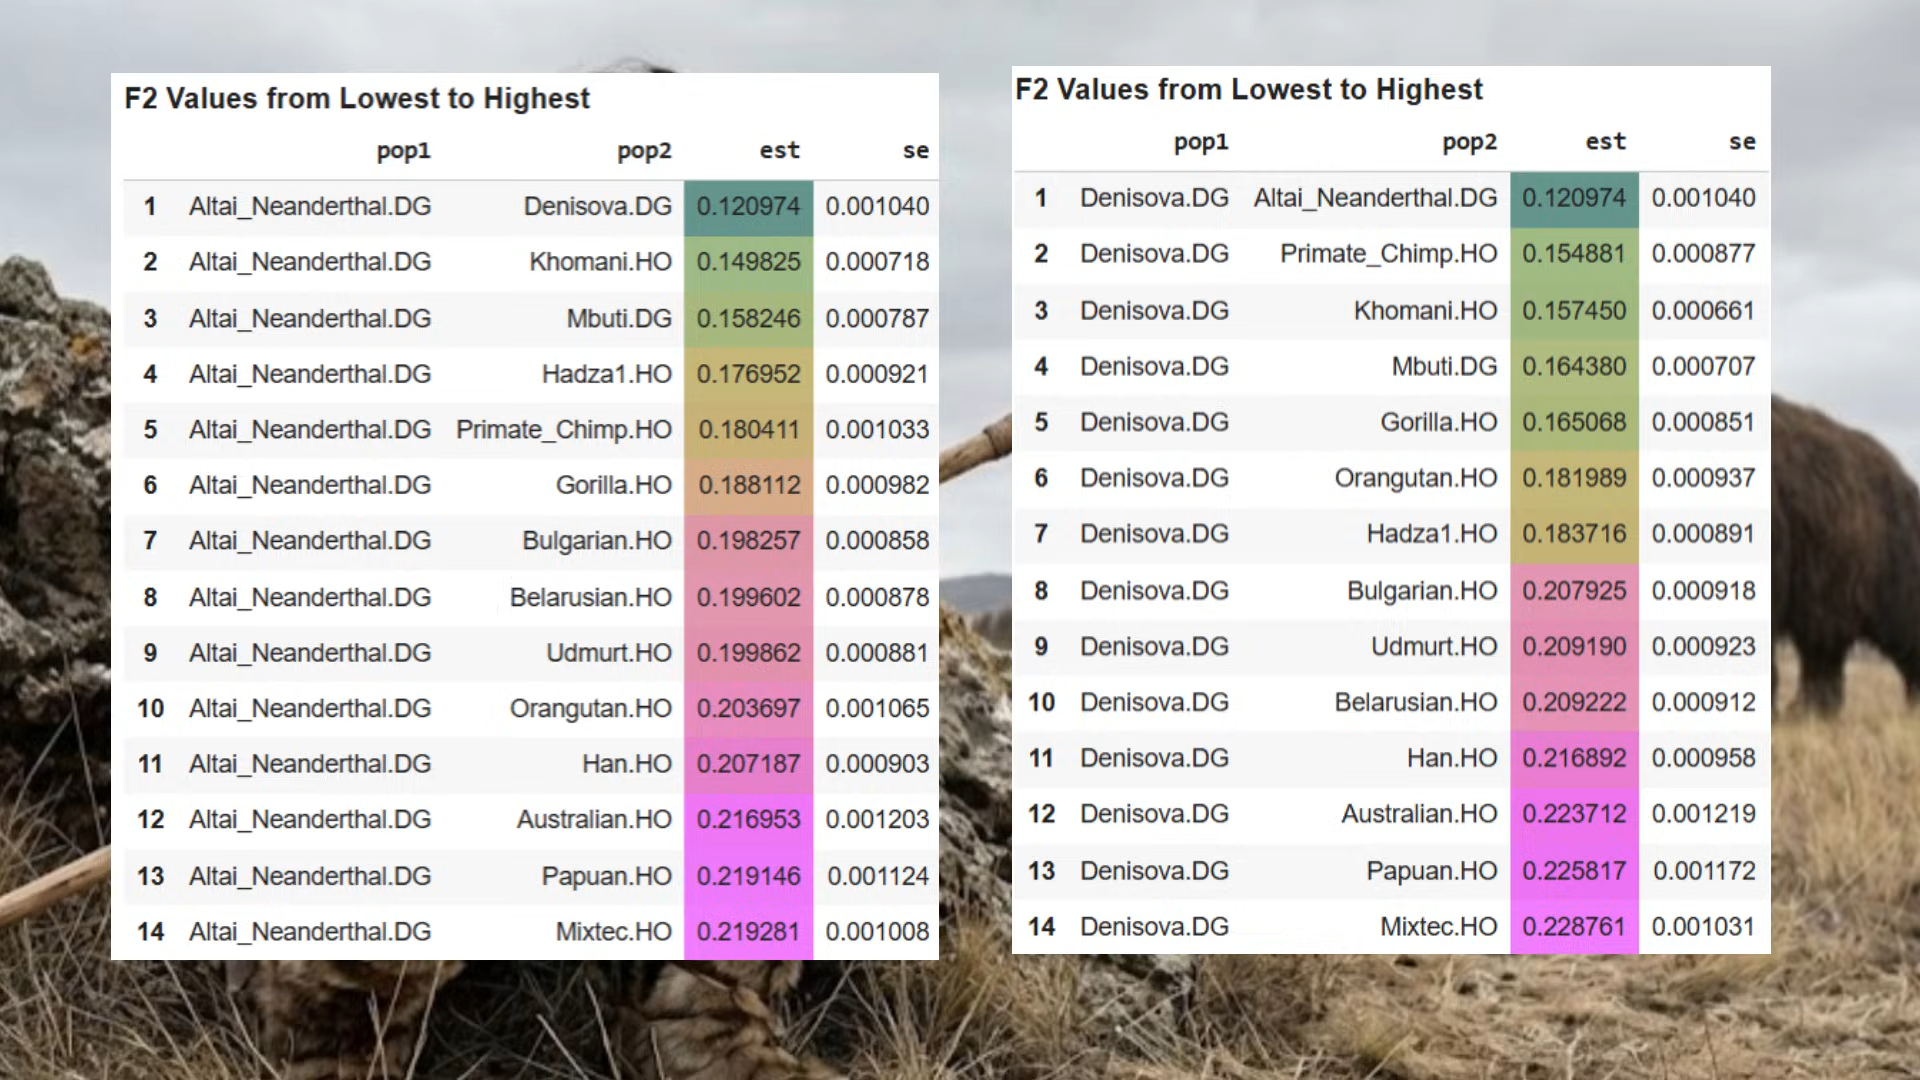 F2 Values from Lowest to Highest
pop1 pop2 est se
1 Altai_Neanderthal.DG Denisova.DG 0.120974 0.001040
2 Altai_Neanderthal.DG Khomani.HO 0.149825 0.000718
3 Altai_Neanderthal.DG Mbuti.DG 0.158246 0.000787
4 Altai_Neanderthal.DG Hadza1.HO 0.176952 0.000921
5 Altai_Neanderthal.DG Primate_Chimp.HO 0.180411 0.001033
6 Altai_Neanderthal.DG Gorilla.HO 0.188112 0.000982
7 Altai_Neanderthal.DG Bulgarian.HO 0.198257 0.000858
8 Altai_Neanderthal.DG Belarusian.HO 0.199602 0.000878
9 Altai_Neanderthal.DG Udmurt.HO 0.199862 0.000881
10 Altai_Neanderthal.DG Orangutan.HO 0.203697 0.001065
11 Altai_Neanderthal.DG Han.HO 0.207187 0.000903
12 Altai_Neanderthal.DG Australian.HO 0.216953 0.001203
13 Altai_Neanderthal.DG Papuan.HO 0.219146 0.001124
14 Altai_Neanderthal.DG Mixtec.HO 0.219281 0.001008
F2 Values from Lowest to Highest
pop1 pop2 est se
1 Denisova.DG Altai_Neanderthal.DG 0.120974 0.001040
2 Denisova.DG Primate_Chimp.HO 0.154881 0.000877
3 Denisova.DG Khomani.HO 0.157450 0.000661
4 Denisova.DG Mbuti.DG 0.164380 0.000707
5 Denisova.DG Gorilla.HO 0.165068 0.000851
6 Denisova.DG Orangutan.HO 0.181989 0.000937
7 Denisova.DG Hadza1.HO 0.183716 0.000891
8 Denisova.DG Bulgarian.HO 0.207925 0.000918
9 Denisova.DG Udmurt.HO 0.209190 0.000923
10 Denisova.DG Belarusian.HO 0.209222 0.000912
11 Denisova.DG Han.HO 0.216892 0.000958
12 Denisova.DG Australian.HO 0.223712 0.001219
13 Denisova.DG Papuan.HO 0.225817 0.001172
14 Denisova.DG Mixtec.HO 0.228761 0.001031